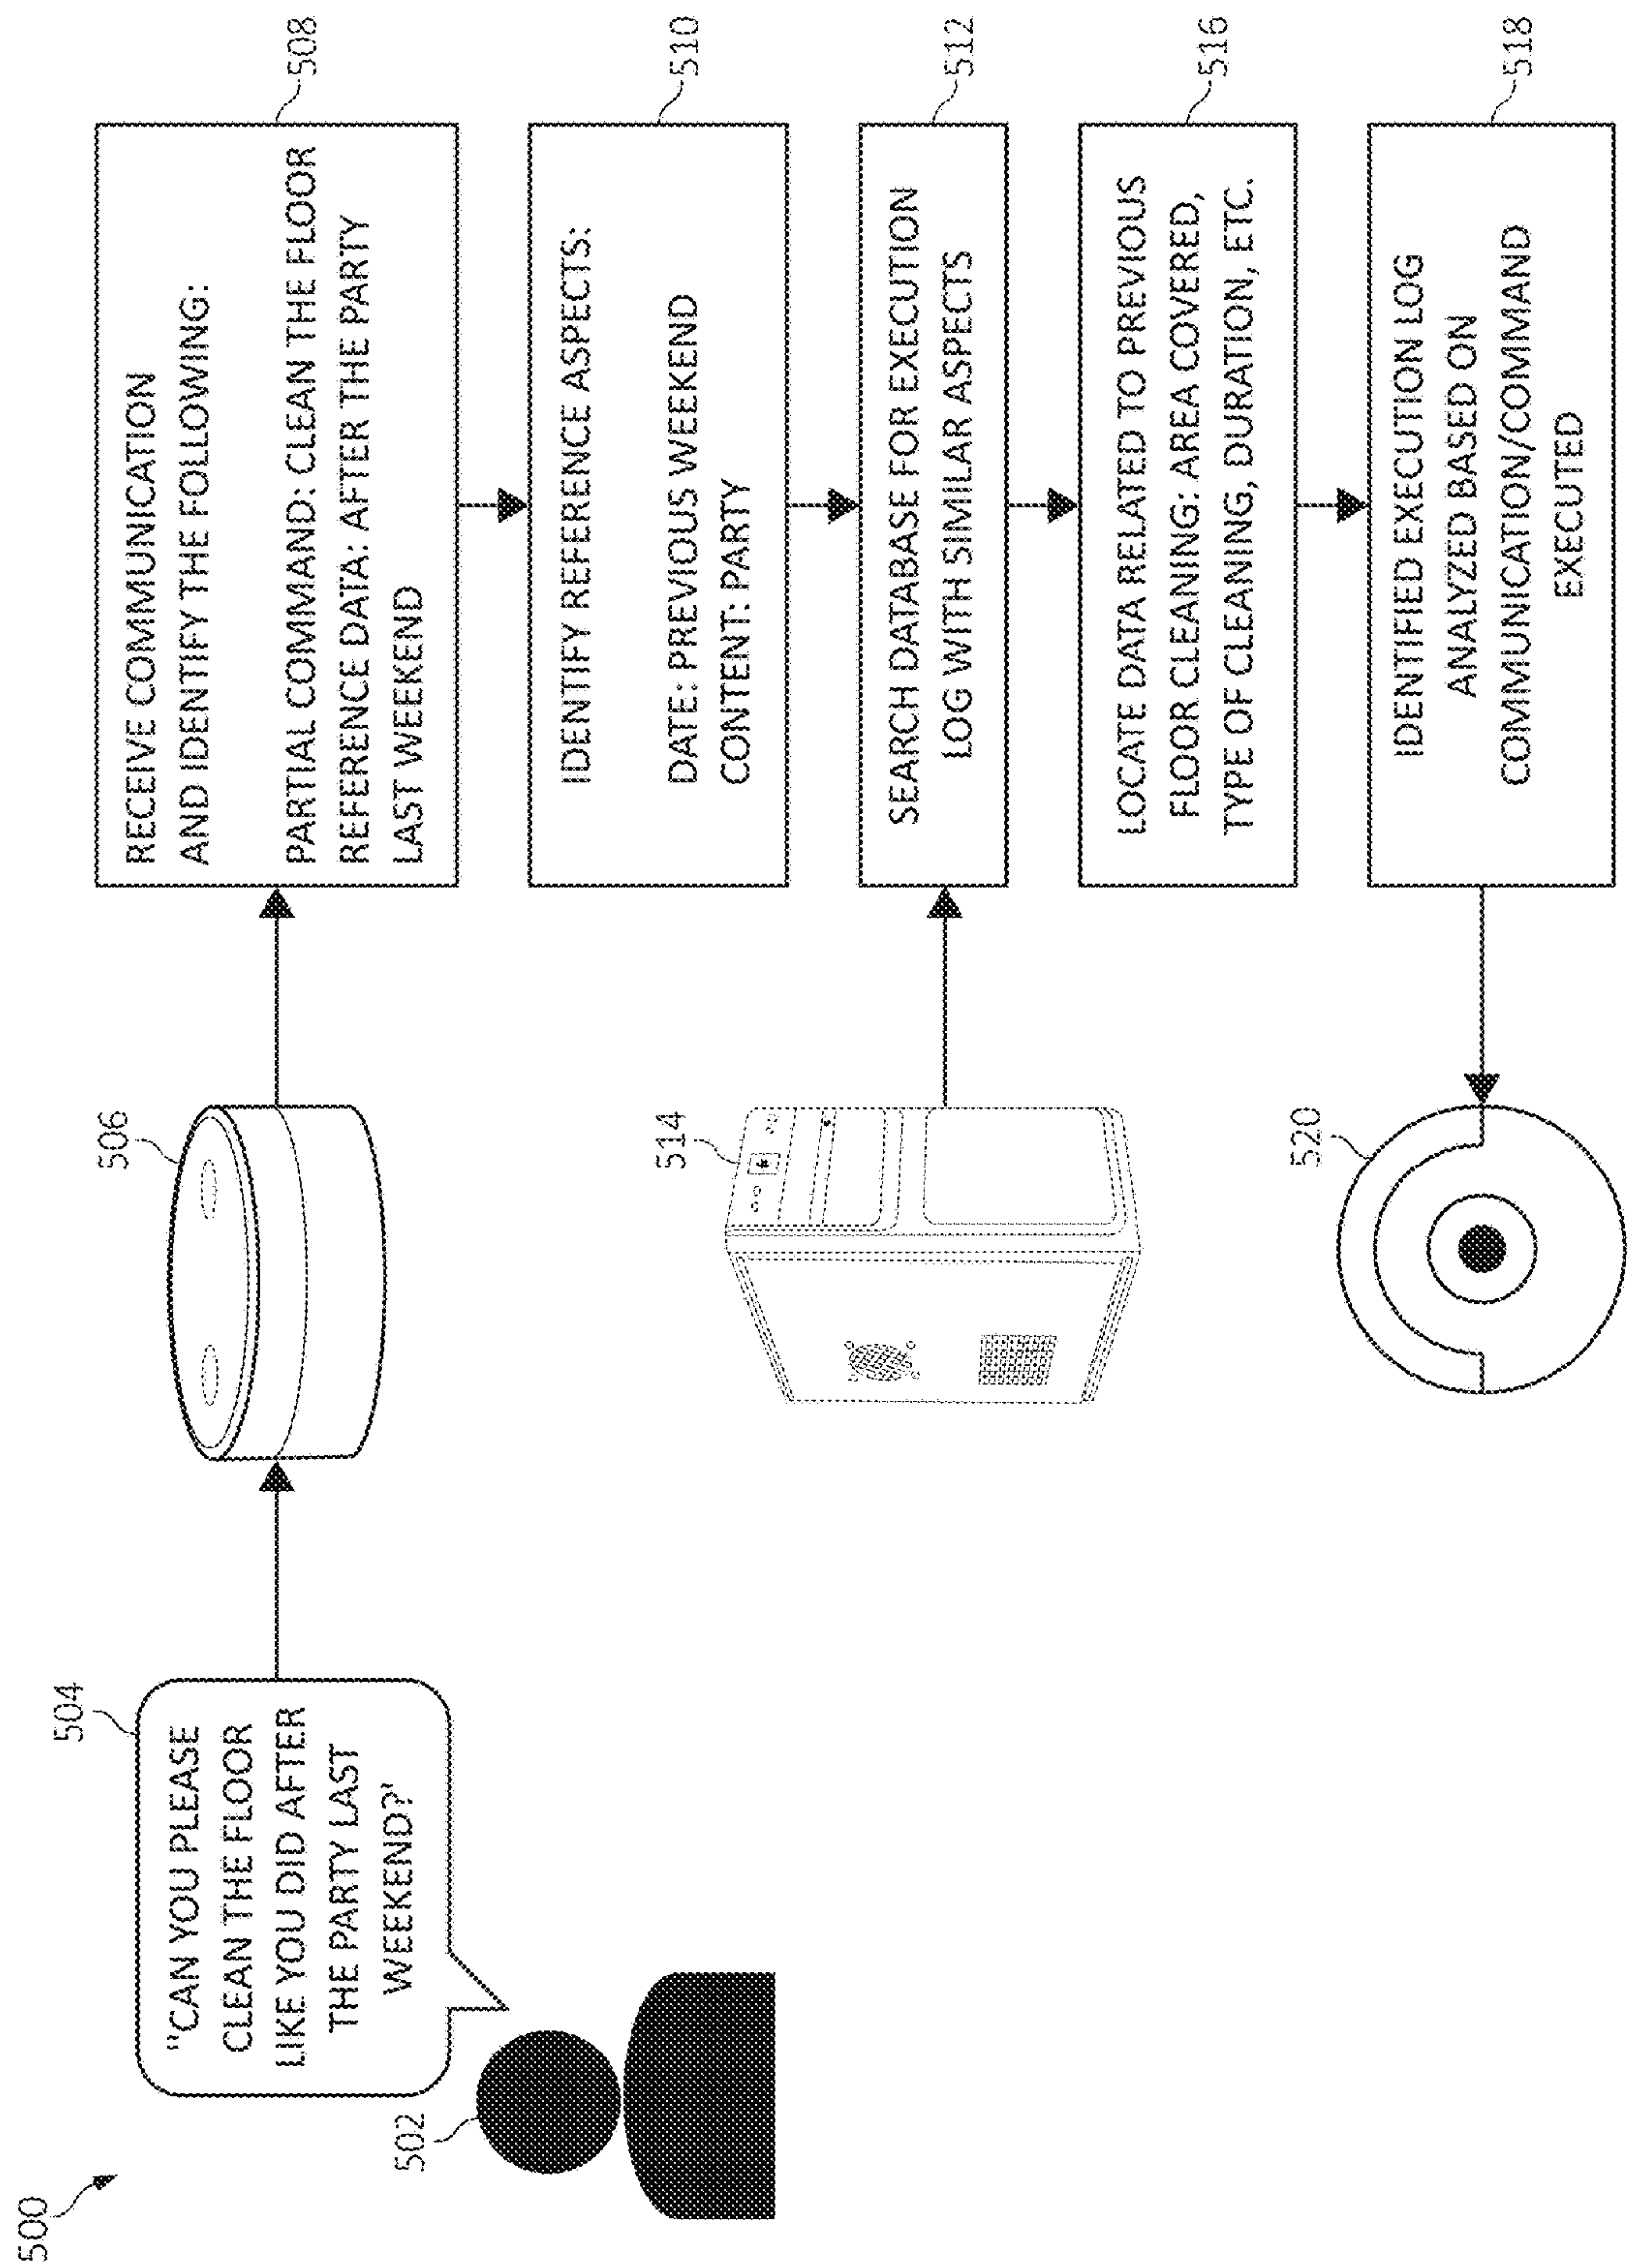 500
502
504
"CAN YOU PLEASE
CLEAN THE FLOOR
LIKE YOU DID AFTER
THE PARTY LAST
WEEKEND?'
506
508
RECEIVE COMMUNICATION
AND IDENTIFY THE FOLLOWING:
PARTIAL COMMAND: CLEAN THE FLOOR
REFERENCE DATA: AFTER THE PARTY
LAST WEEKEND
510
IDENTIFY REFERENCE ASPECTS:
DATE: PREVIOUS WEEKEND
CONTENT: PARTY
514
512
SEARCH DATABASE FOR EXECUTION
LOG WITH SIMILAR ASPECTS
516
LOCATE DATA RELATED TO PREVIOUS
FLOOR CLEANING: AREA COVERED,
TYPE OF CLEANING, DURATION, ETC.
518
IDENTIFIED EXECUTION LOG
ANALYZED BASED ON
COMMUNICATION/COMMAND
EXECUTED
520